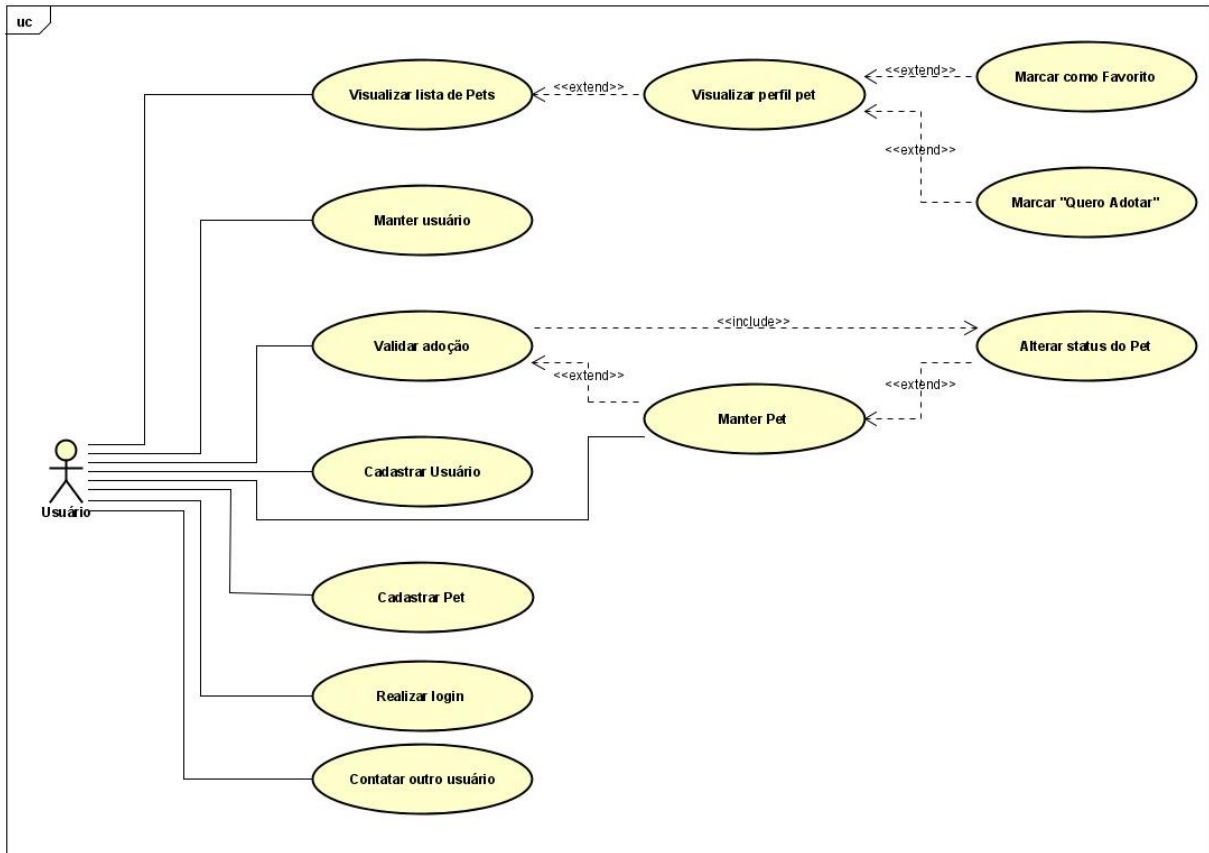 uc
Visualizar lista de Pets
<<extend>>
Visualizar perfil pet
<<extend>>
Marcar como Favorito
<<extend>>
Marcar "Quero Adotar"
Manter usuário
Validar adoção
<<include>>
Alterar status do Pet
<<extend>>
<<extend>>
Manter Pet
Cadastrar Usuário
Usuário
Cadastrar Pet
Realizar login
Contatar outro usuário